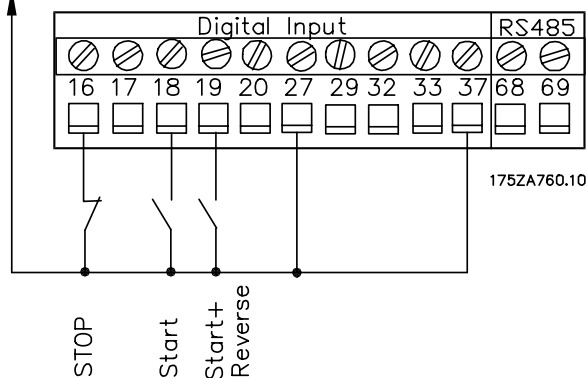 Digital Input RS485
16 17 18 19 20 27 29 32 33 37 68 69
175ZA760.10
STOP
Start
Start+
Reverse